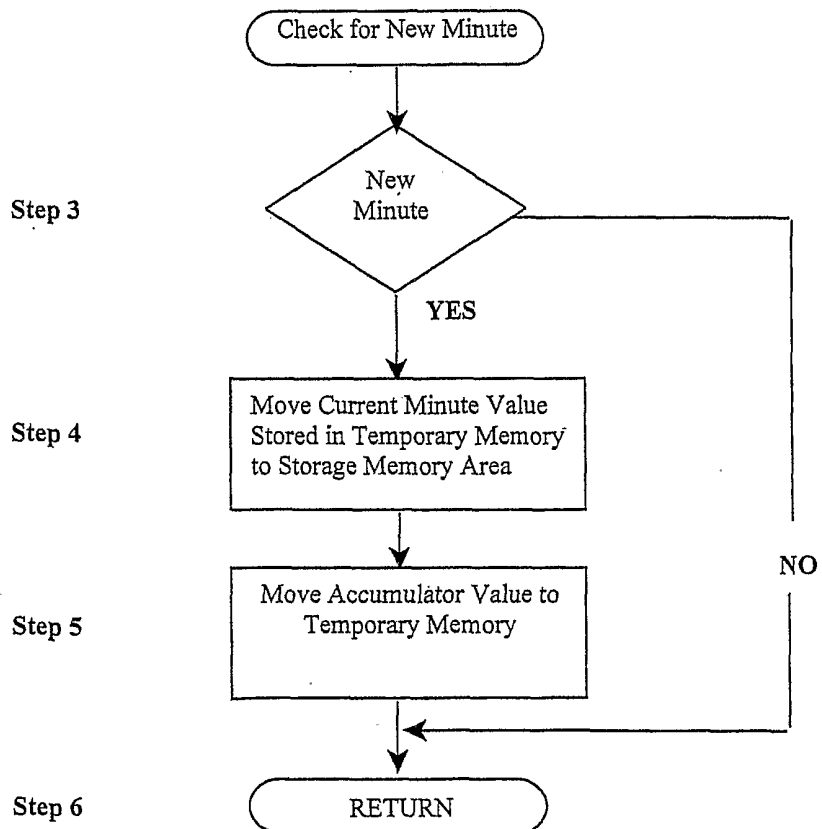 Check for New Minute
Step 3
New
Minute
YES
Step 4
Move Current Minute Value
Stored in Temporary Memory
to Storage Memory Area
NO
Step 5
Move Accumulator Value to
Temporary Memory
Step 6
RETURN